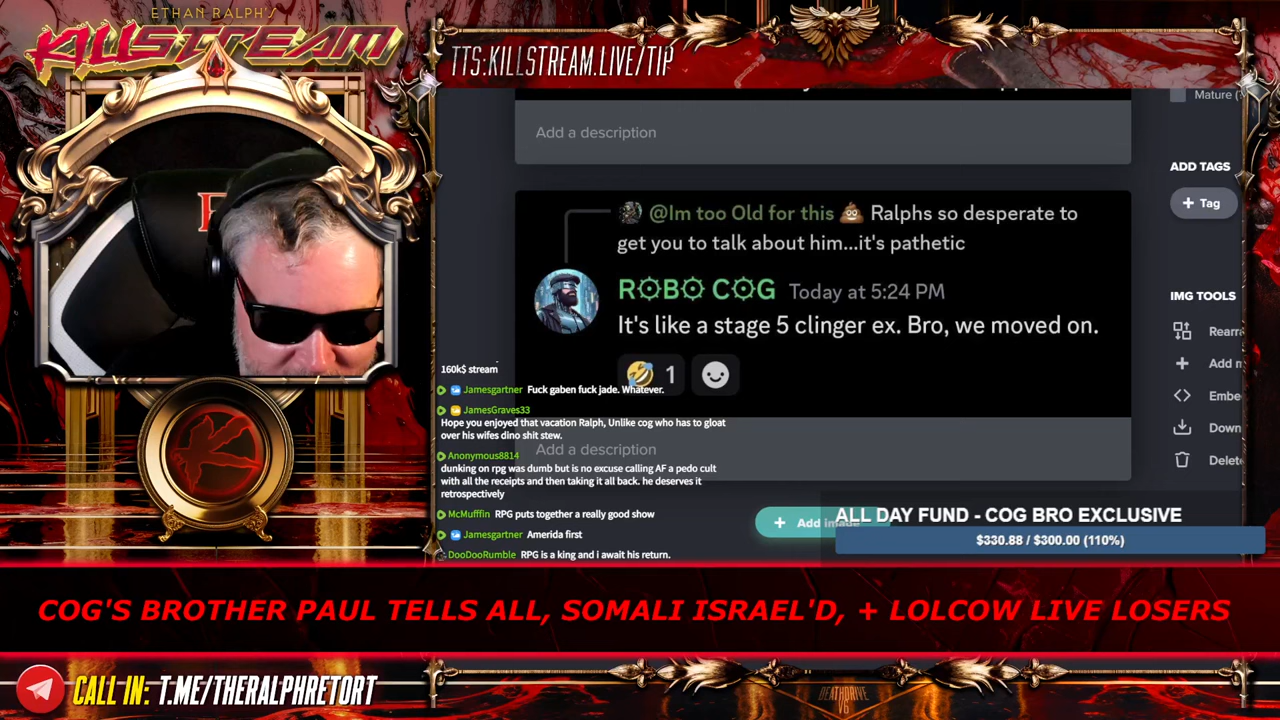 ETHAN RALPH'S
KILLSTREAM
TTS:KILLSTREAM.LIVE/TIP
Mature (
Add a description
ADD TAGS
+ Tag
@Im too Old for this 💩 Ralphs so desperate to
get you to talk about him...it's pathetic
ROBO COG Today at 5:24 PM
It's like a stage 5 clinger ex. Bro, we moved on.
🤣 1
IMG TOOLS
+
160k$ stream
Jamesgartner Fuck gaben fuck jade. Whatever.
JamesGraves33
Hope you enjoyed that vacation Ralph, Unlike cog who has to gloat
over his wifes dino shit stew.
Add a description
Anonymous8814
dunking on rpg was dumb but is no excuse calling AF a pedo cult
with all the receipts and then taking it all back. he deserves it
retrospectively
McMufffin RPG puts together a really good show
Jamesgartner Amerida first
DooDooRumble RPG is a king and i await his return.
+ Add
ALL DAY FUND - COG BRO EXCLUSIVE
$330.88 / $300.00 (110%)
COG'S BROTHER PAUL TELLS ALL, SOMALI ISRAEL'D, + LOLCOW LIVE LOSERS
CALL IN: T.ME/THERALPHRETORT
DEATHDRIVE